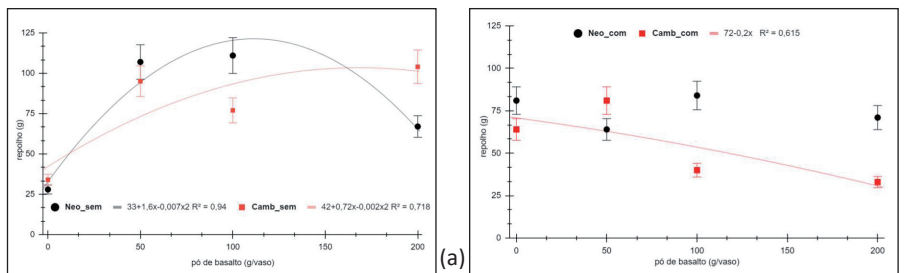 125
100
75
50
25
0
repolho (g)
Neo_sem 33+1,6x-0,007x2 R² = 0,94 Camb_sem 42+0,72x-0,002x2 R² = 0,718
0 50 100 150 200
pó de basalto (g/vaso)
(a)
Neo_com Camb_com 72-0,2x R² = 0,615
125
100
75
50
25
0
repolho (g)
0 50 100 150 200
pó de basalto (g/vaso)